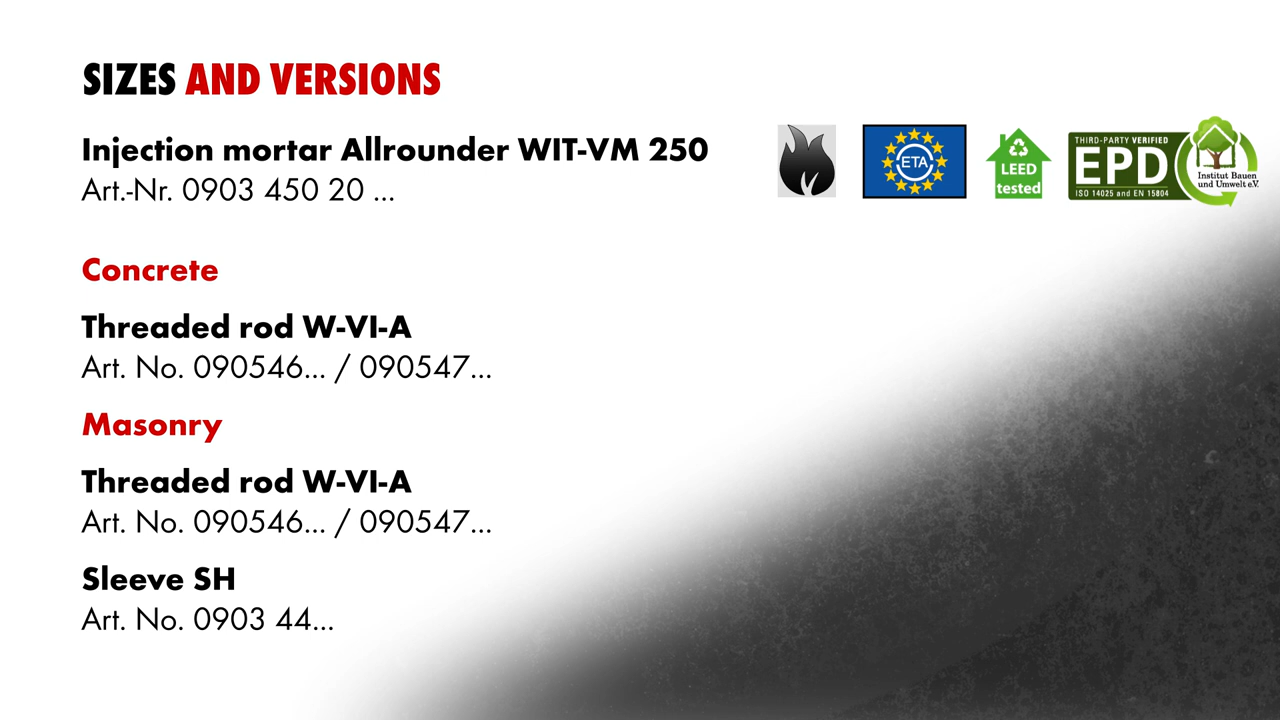 SIZES AND VERSIONS
Injection mortar Allrounder WIT-VM 250
Art.-Nr. 0903 450 20 ...
ETA
LEED
tested
THIRD-PARTY VERIFIED
EPD
ISO 14025 and EN 15804
Institut Bauen
und Umwelt e.V.
Concrete
Threaded rod W-VI-A
Art. No. 090546... / 090547...
Masonry
Threaded rod W-VI-A
Art. No. 090546... / 090547...
Sleeve SH
Art. No. 0903 44...